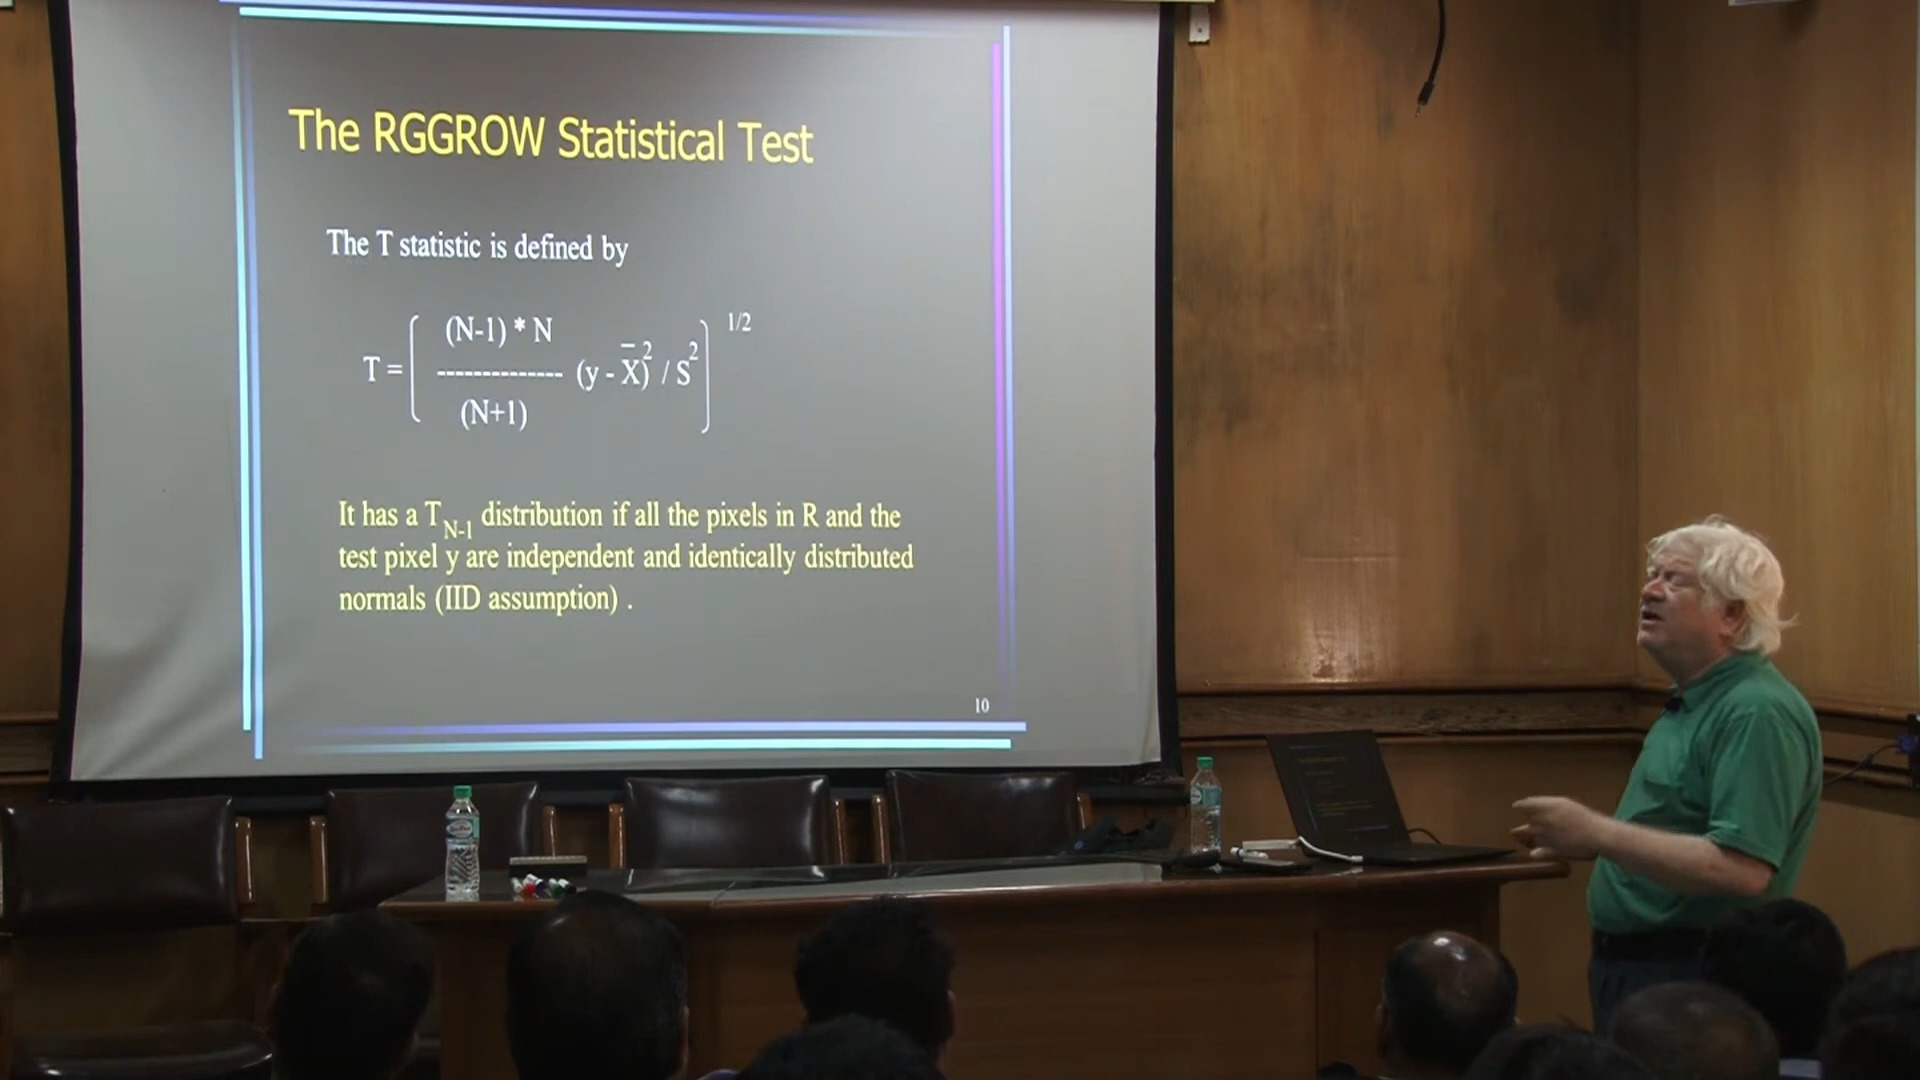 The RGGROW Statistical Test
The T statistic is defined by
(N-1) * N 1/2
T = [ -------------- (y - X̄)² / S² ]
(N+1)
It has a T_N-1 distribution if all the pixels in R and the
test pixel y are independent and identically distributed
normals (IID assumption) .
10